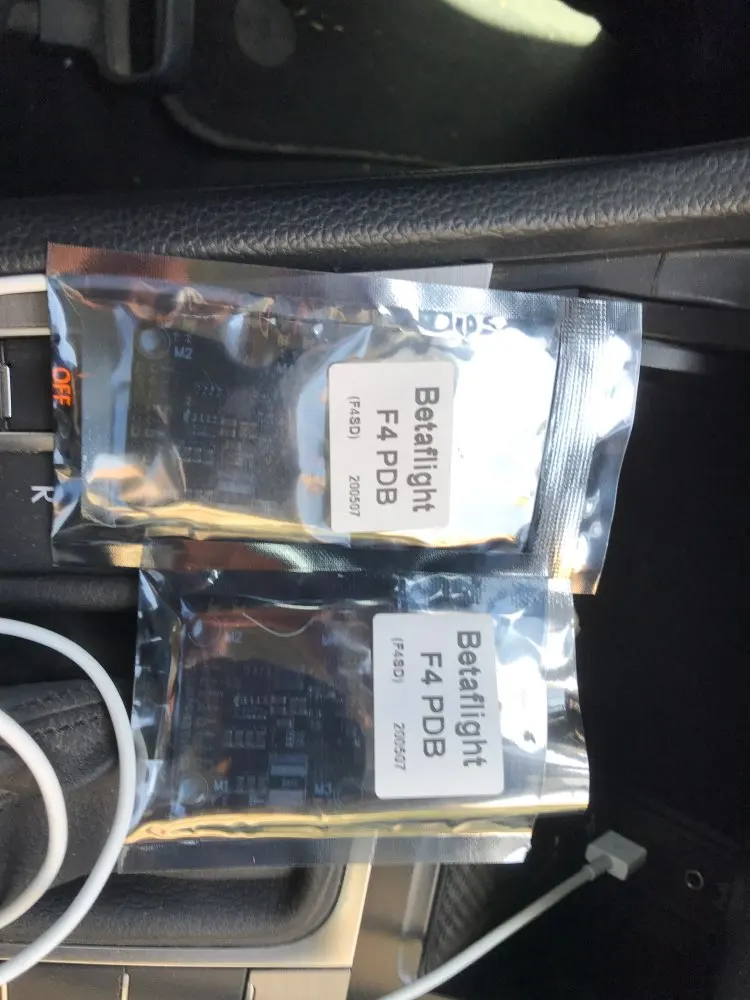 M2
OFF
R
Betaflight
F4 PDB
(F4SD) 200507
M2
M1
M3
Betaflight
F4 PDB
(F4SD) 200507